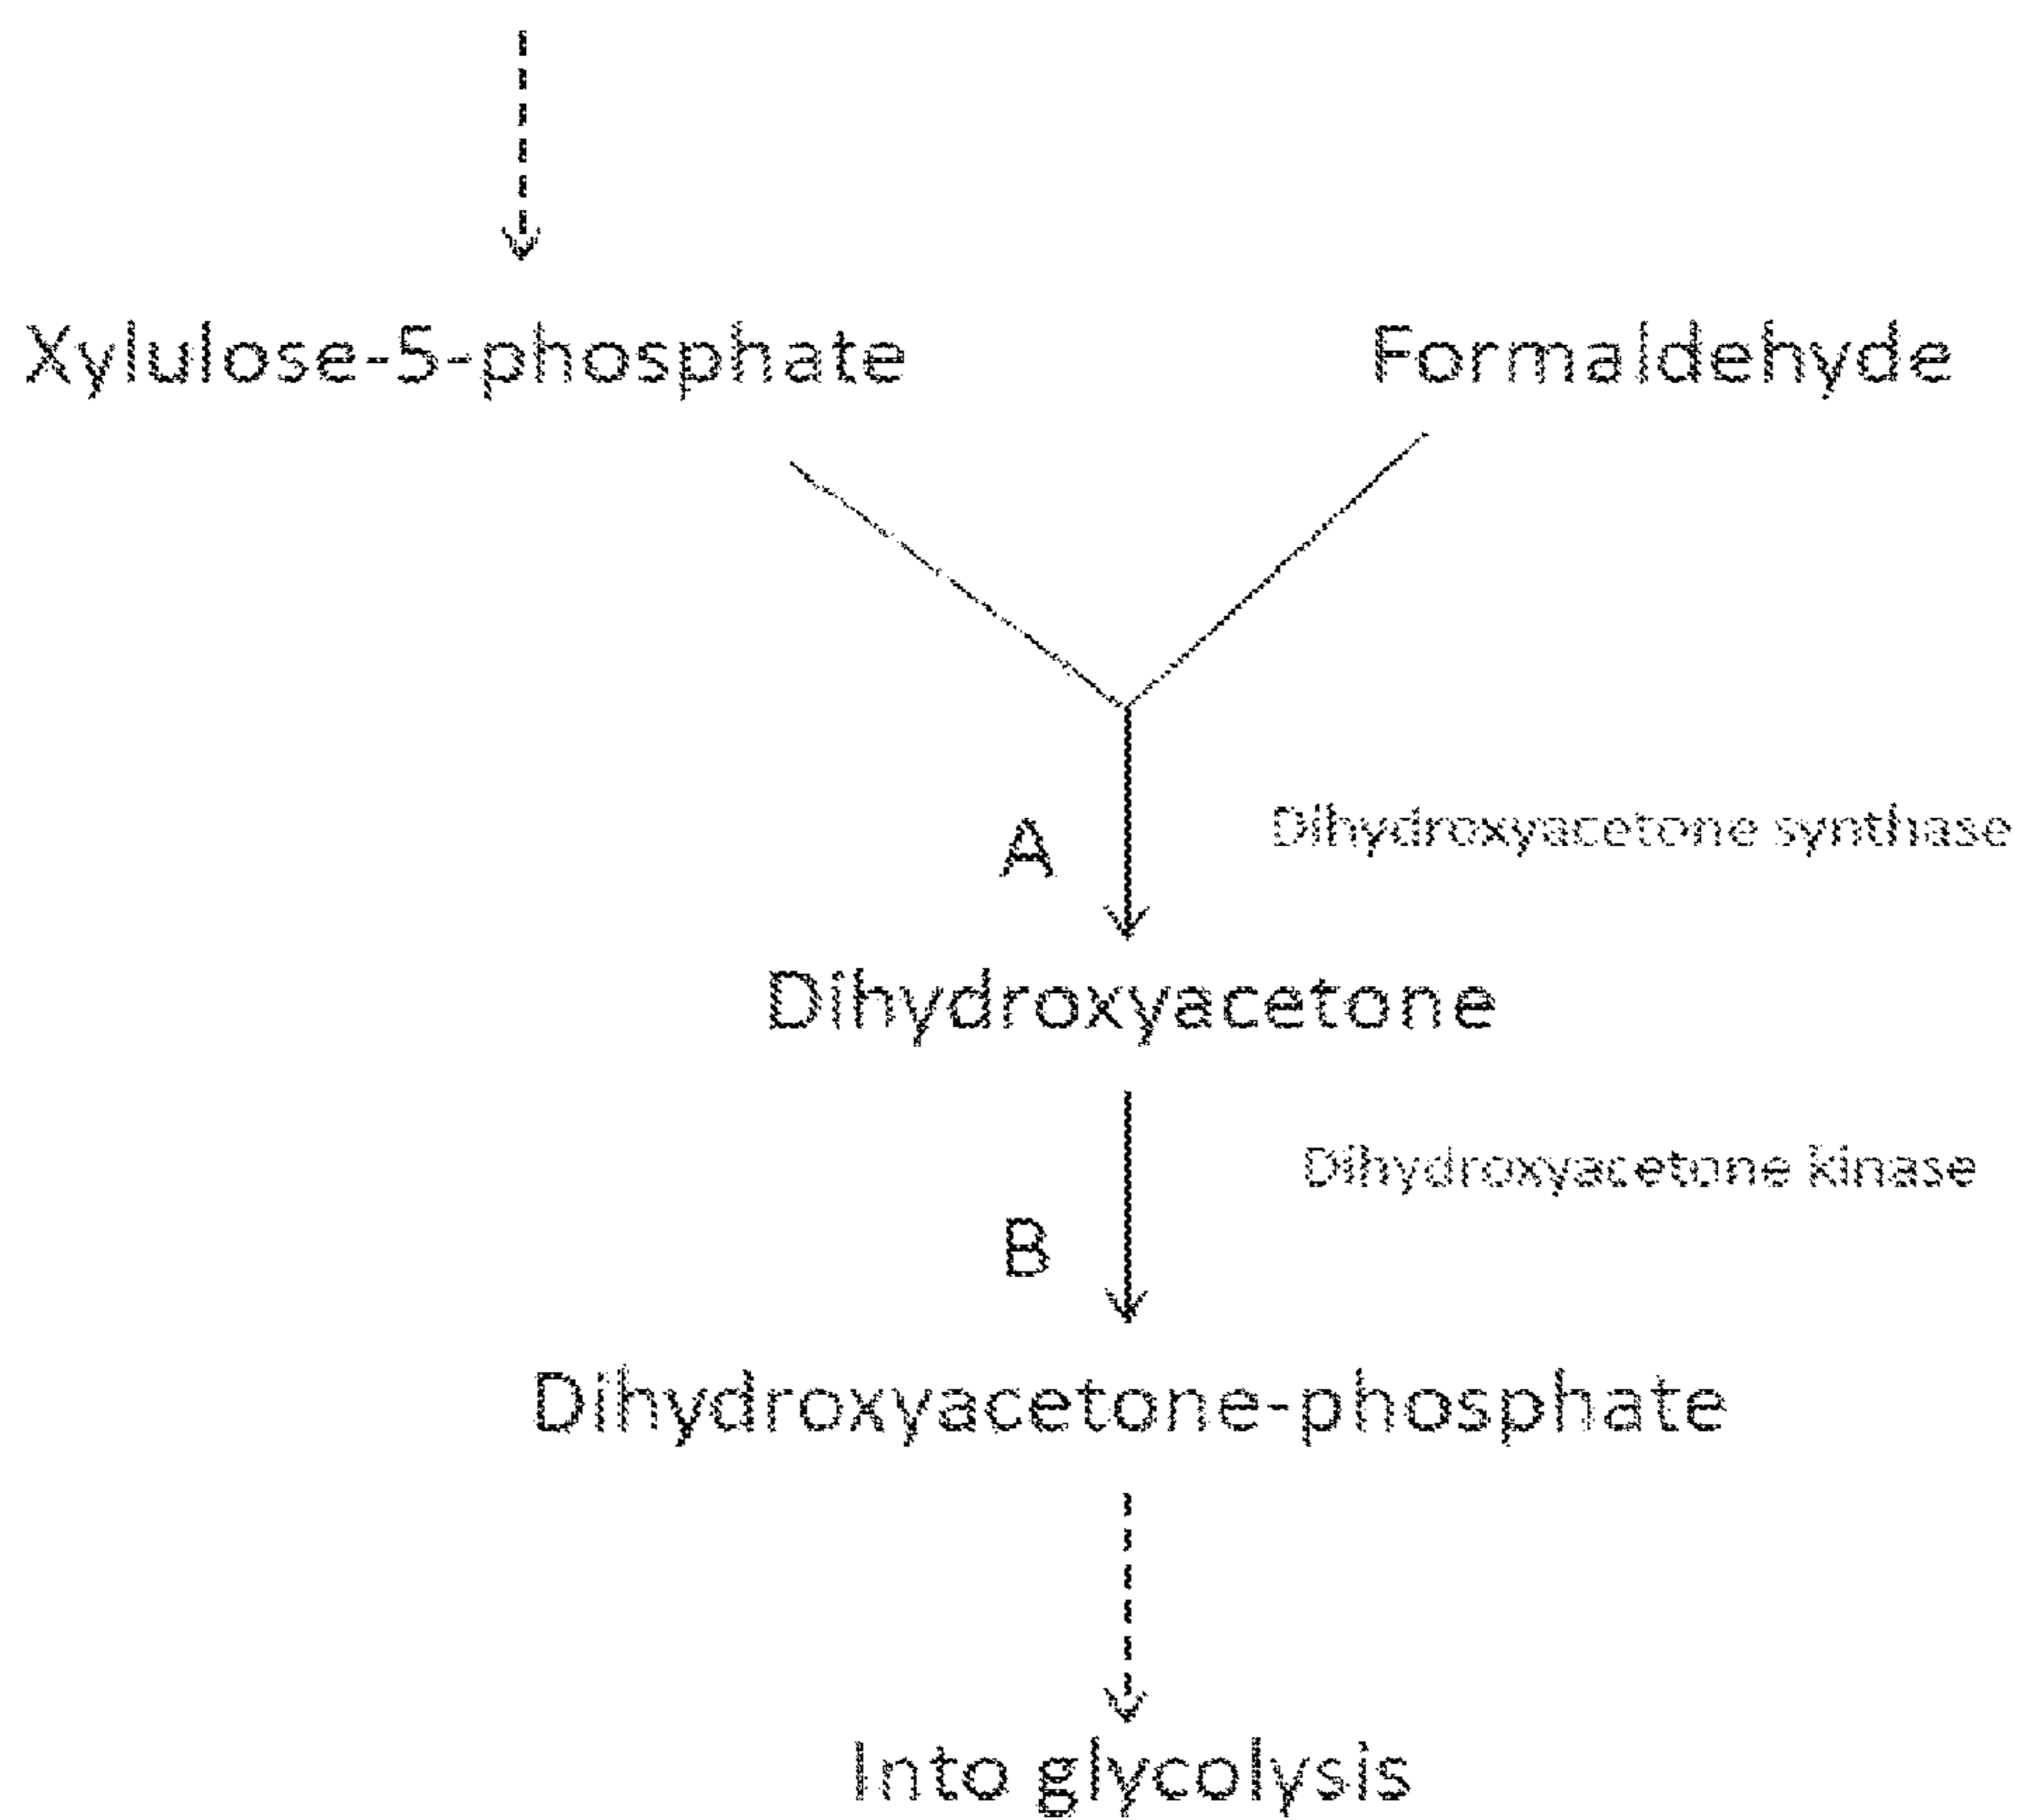 Xylulose-5-phosphate
Formaldehyde
A
Dihydroxyacetone synthase
Dihydroxyacetone
Dihydroxyacetone kinase
B
Dihydroxyacetone-phosphate
Into glycolysis